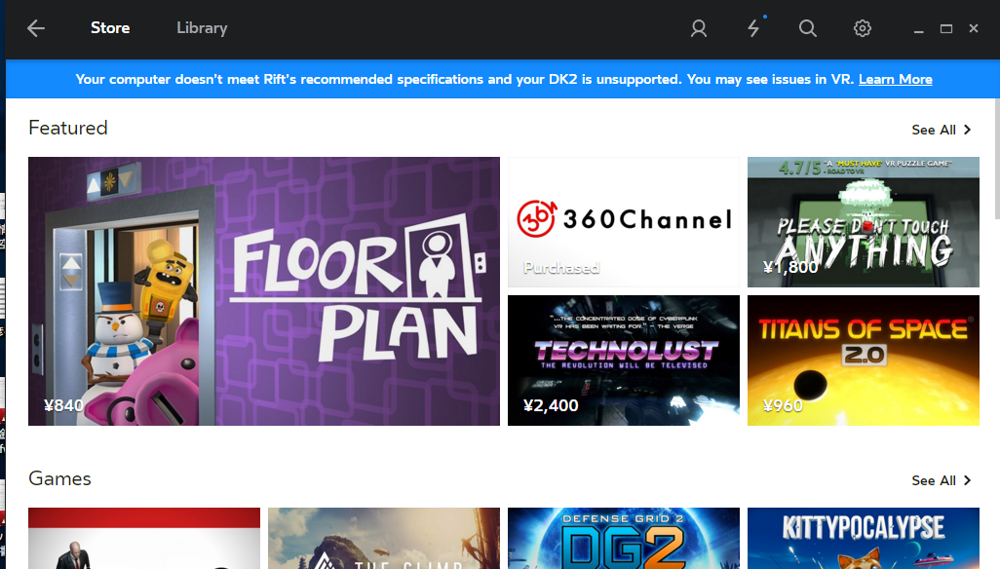 Store
Library
Your computer doesn't meet Rift's recommended specifications and your DK2 is unsupported. You may see issues in VR. Learn More
Featured
See All
FLOOR
PLAN
¥840
360Channel
Purchased
4.7/5 "A 'MUST HAVE' VR PUZZLE GAME"
- ROAD TO VR
PLEASE DON'T TOUCH
ANYTHING
¥1,800
"...THE CONCENTRATED DOSE OF CYBERPUNK
VR HAS BEEN WAITING FOR." - THE VERGE
TECHNOLUST
THE REVOLUTION WILL BE TELEVISED
¥2,400
TITANS OF SPACE®
2.0
¥960
Games
See All
THE CLIMB
DEFENSE GRID 2
DG2
KITTYPOCALYPSE